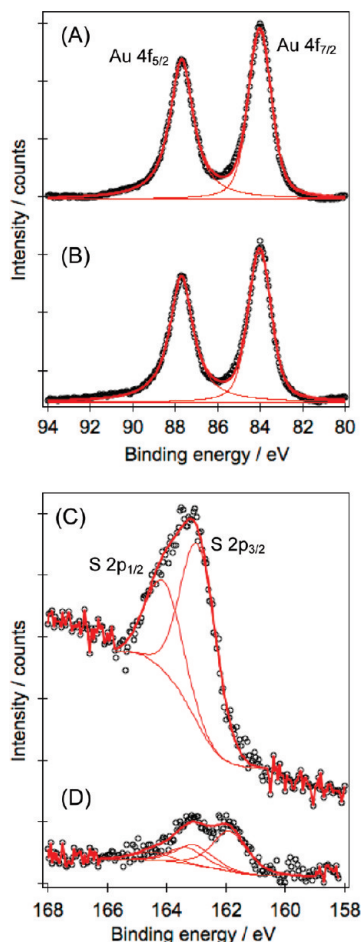 (A)
Au 4f5/2
Au 4f7/2
(B)
Intensity / counts
94 92 90 88 86 84 82 80
Binding energy / eV
(C)
S 2p1/2
S 2p3/2
(D)
Intensity / counts
168 166 164 162 160 158
Binding energy / eV